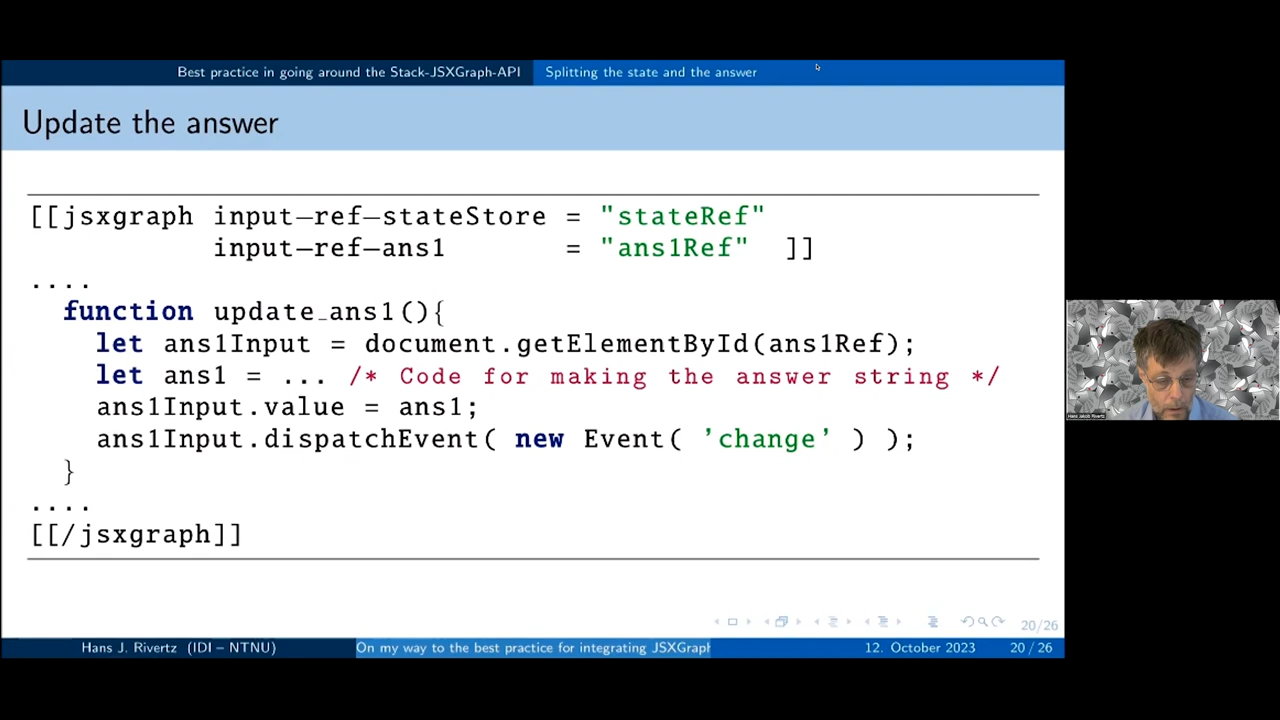 Best practice in going around the Stack-JSXGraph-API Splitting the state and the answer
Update the answer
[[jsxgraph input-ref-stateStore = "stateRef"
input-ref-ans1 = "ans1Ref" ]]
....
function update_ans1(){
let ans1Input = document.getElementById(ans1Ref);
let ans1 = ... /* Code for making the answer string */
ans1Input.value = ans1;
ans1Input.dispatchEvent( new Event( 'change' ) );
}
....
[[/jsxgraph]]
20/26
Hans J. Rivertz (IDI – NTNU) On my way to the best practice for integrating JSXGraph 12. October 2023 20 / 26
Hans Jakob Rivertz